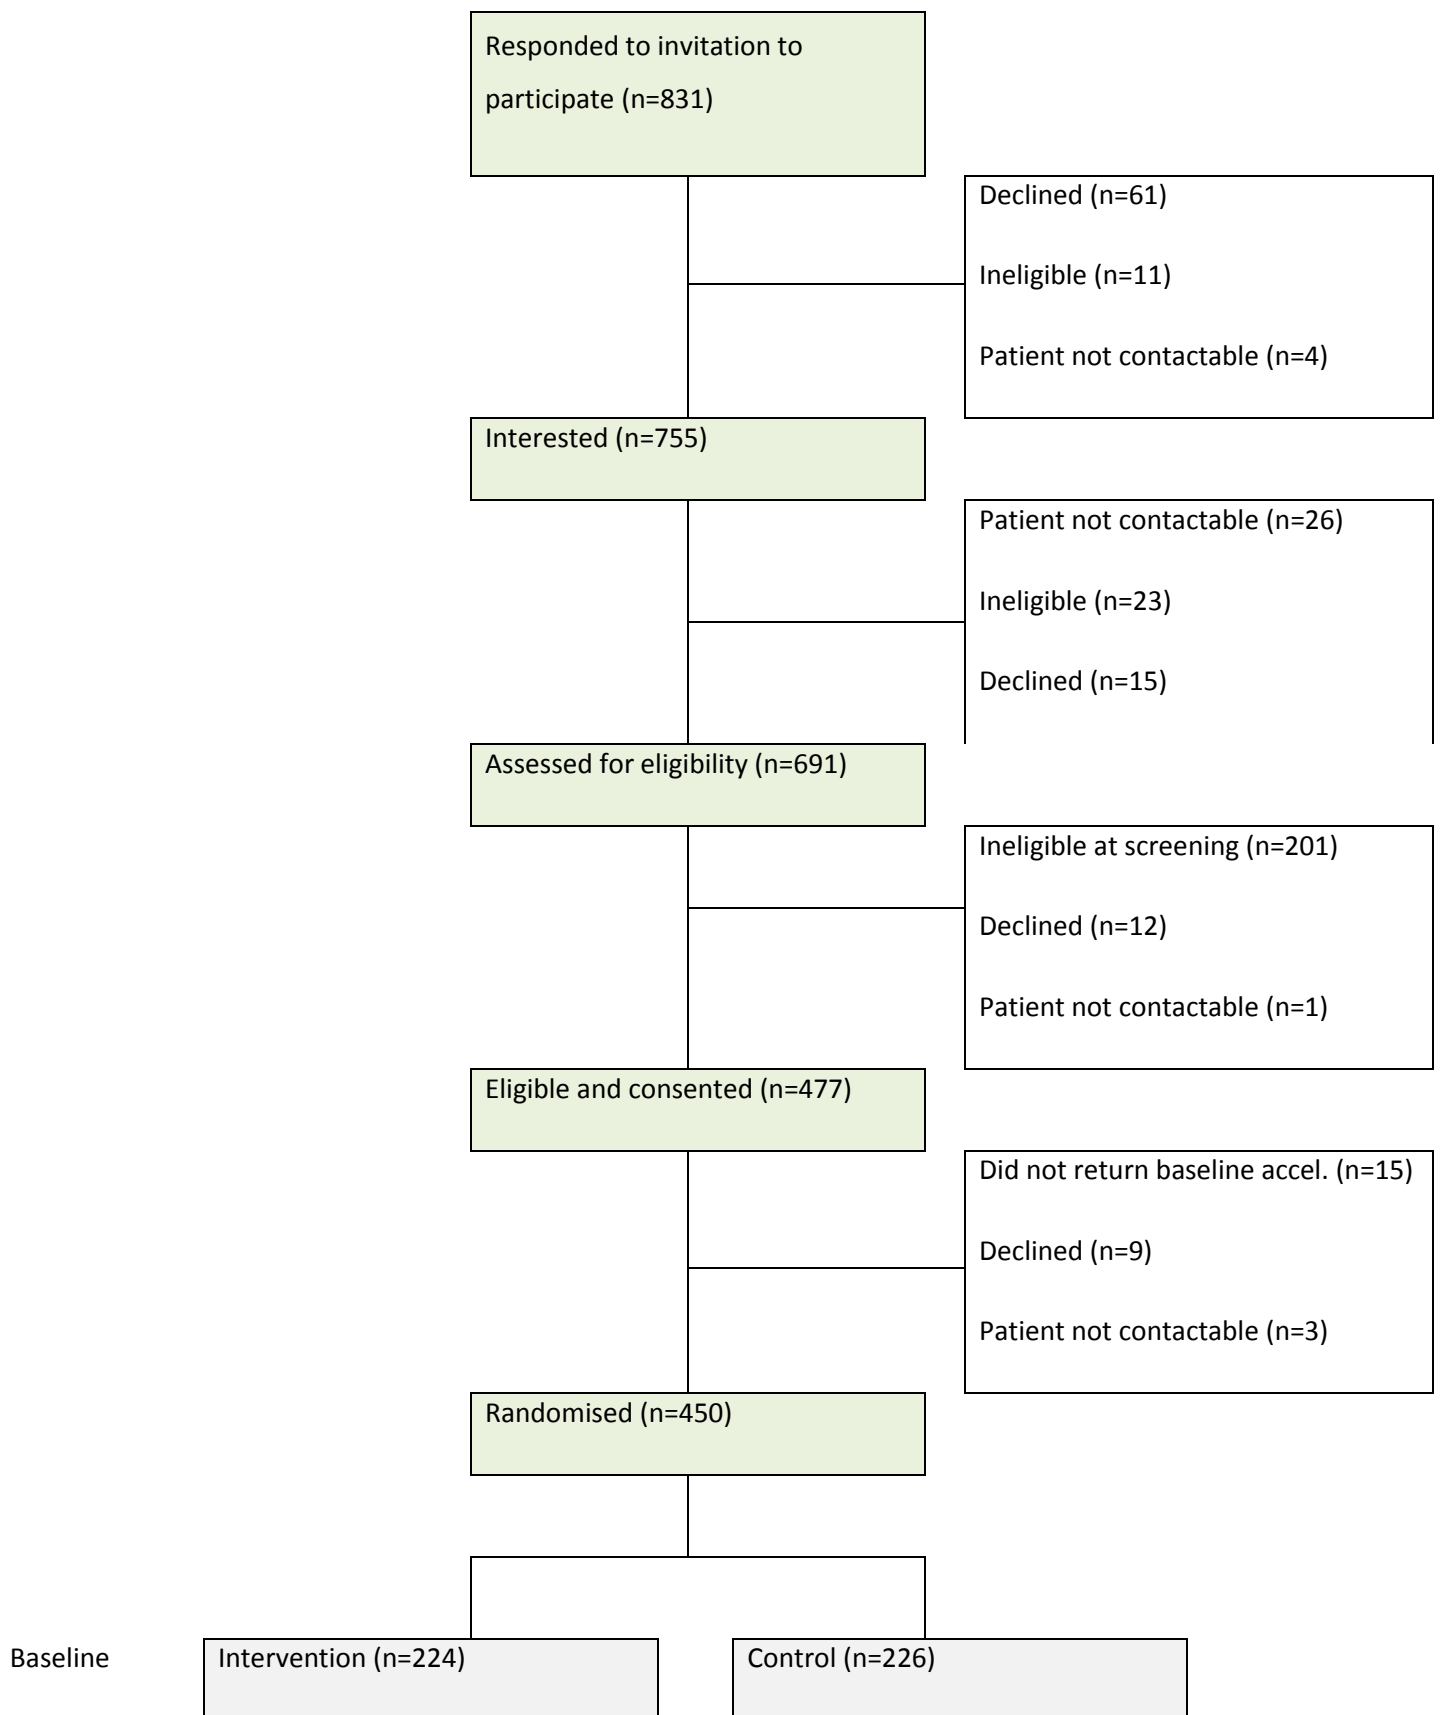 Responded to invitation to
participate (n=831)
Declined (n=61)
Ineligible (n=11)
Patient not contactable (n=4)
Interested (n=755)
Patient not contactable (n=26)
Ineligible (n=23)
Declined (n=15)
Assessed for eligibility (n=691)
Ineligible at screening (n=201)
Declined (n=12)
Patient not contactable (n=1)
Eligible and consented (n=477)
Did not return baseline accel. (n=15)
Declined (n=9)
Patient not contactable (n=3)
Randomised (n=450)
Baseline
Intervention (n=224)
Control (n=226)